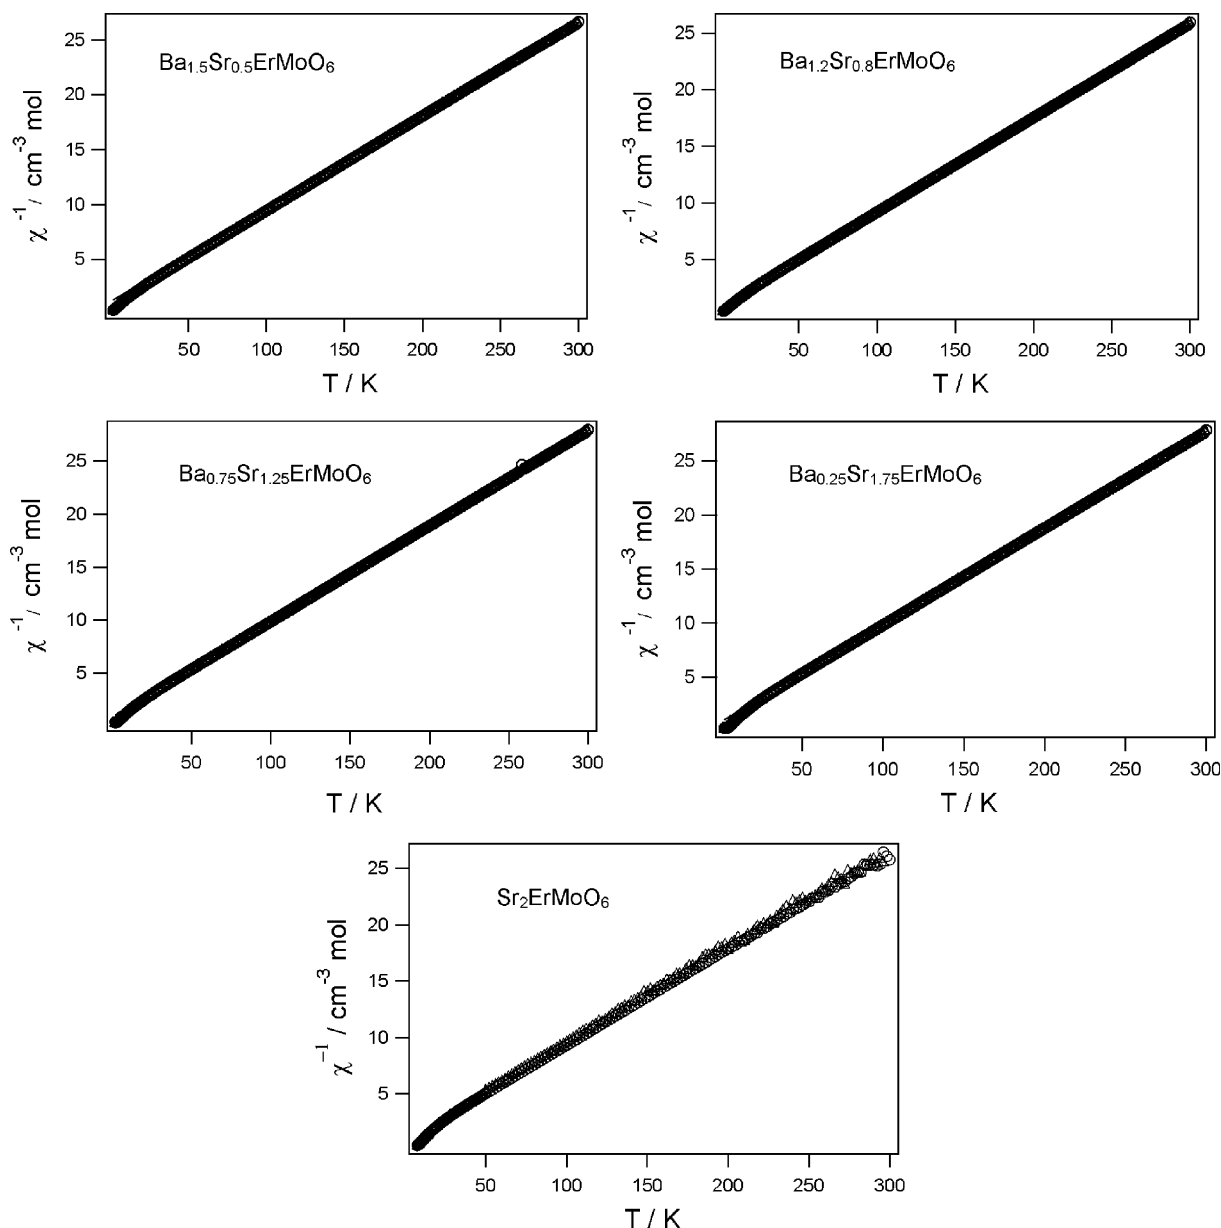 25
20
15
10
5
χ⁻¹ / cm⁻³ mol
Ba₁.₅Sr₀.₅ErMoO₆
50 100 150 200 250 300
T / K
25
20
15
10
5
χ⁻¹ / cm⁻³ mol
Ba₁.₂Sr₀.₈ErMoO₆
50 100 150 200 250 300
T / K
25
20
15
10
5
χ⁻¹ / cm⁻³ mol
Ba₀.₇₅Sr₁.₂₅ErMoO₆
50 100 150 200 250 300
T / K
25
20
15
10
5
χ⁻¹ / cm⁻³ mol
Ba₀.₂₅Sr₁.₇₅ErMoO₆
50 100 150 200 250 300
T / K
25
20
15
10
5
χ⁻¹ / cm⁻³ mol
Sr₂ErMoO₆
50 100 150 200 250 300
T / K